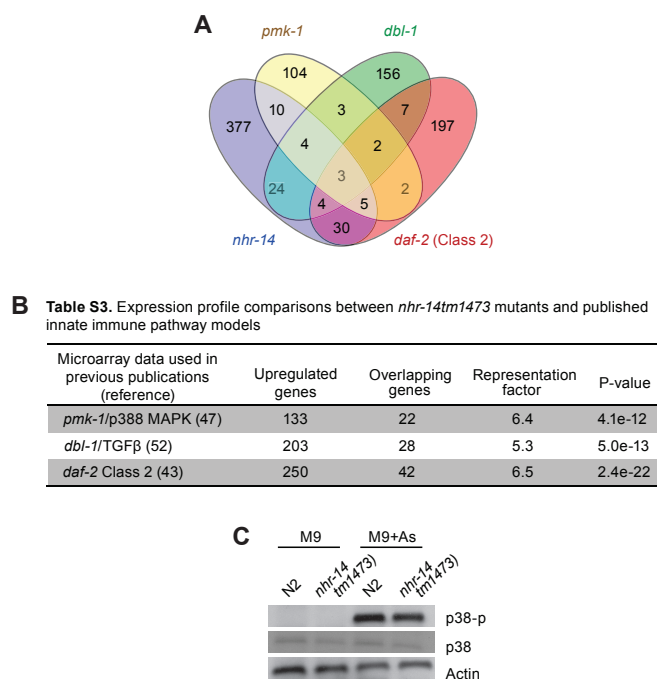 A
pmk-1
dbl-1
104
156
10
3
7
377
197
4
2
3
24
2
4
5
30
nhr-14
daf-2 (Class 2)
B
Table S3. Expression profile comparisons between nhr-14tm1473 mutants and published
innate immune pathway models
Microarray data used in
previous publications
(reference)
Upregulated
genes
Overlapping
genes
Representation
factor
P-value
pmk-1/p388 MAPK (47) 133 22 6.4 4.1e-12
dbl-1/TGFβ (52) 203 28 5.3 5.0e-13
daf-2 Class 2 (43) 250 42 6.5 2.4e-22
C
M9 M9+As
N2
nhr-14
tm1473)
N2
nhr-14
tm1473)
p38-p
p38
Actin